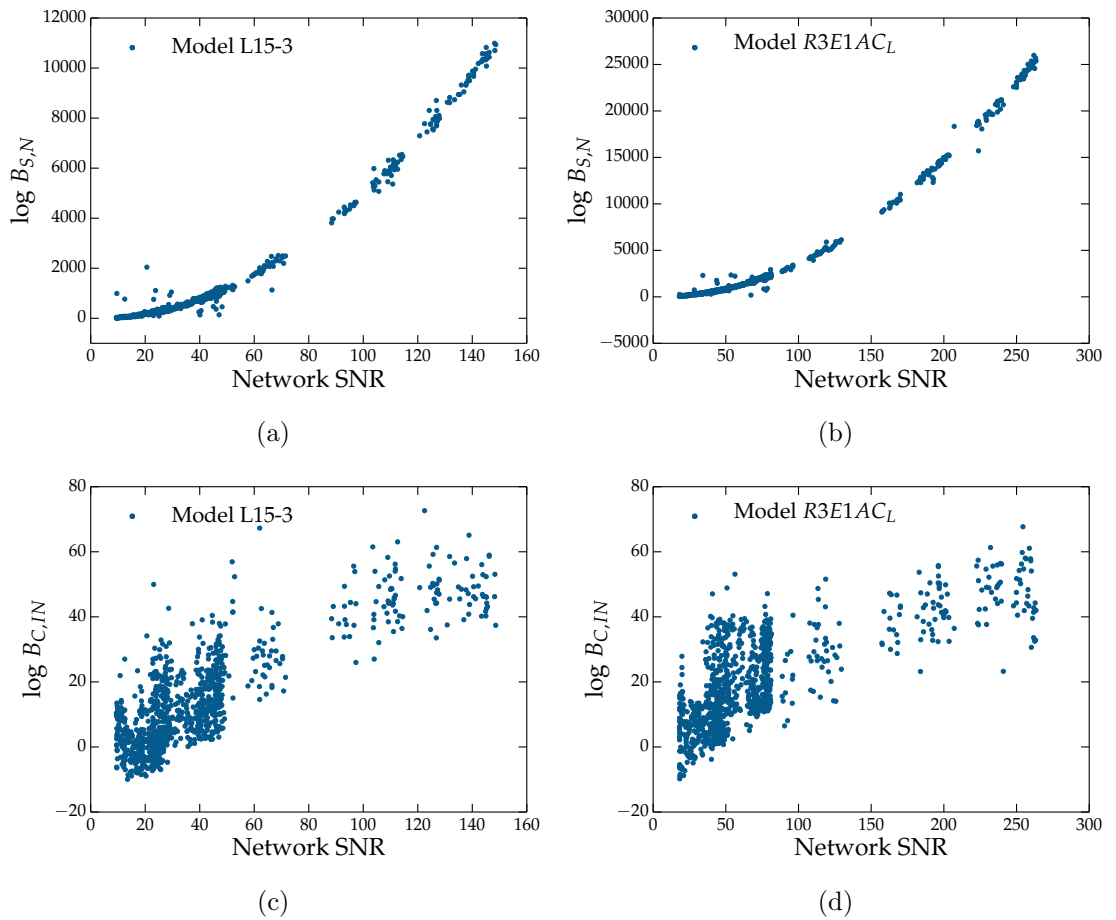 12000
10000
8000
6000
4000
2000
0
0 20 40 60 80 100 120 140 160
log B_{S,N}
Network SNR
Model L15-3
(a)
30000
25000
20000
15000
10000
5000
0
−5000
0 50 100 150 200 250 300
log B_{S,N}
Network SNR
Model R3E1AC_L
(b)
80
60
40
20
0
−20
0 20 40 60 80 100 120 140 160
log B_{C,IN}
Network SNR
Model L15-3
(c)
80
60
40
20
0
−20
0 50 100 150 200 250 300
log B_{C,IN}
Network SNR
Model R3E1AC_L
(d)